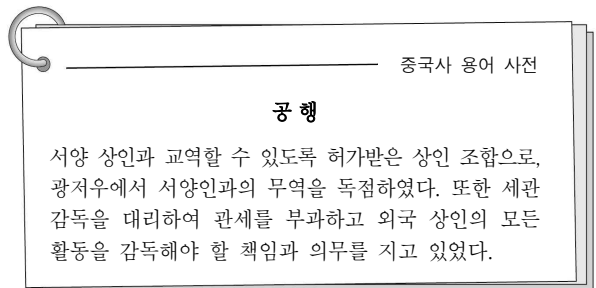 중국사 용어 사전
공 행
서양 상인과 교역할 수 있도록 허가받은 상인 조합으로,
광저우에서 서양인과의 무역을 독점하였다. 또한 세관
감독을 대리하여 관세를 부과하고 외국 상인의 모든
활동을 감독해야 할 책임과 의무를 지고 있었다.